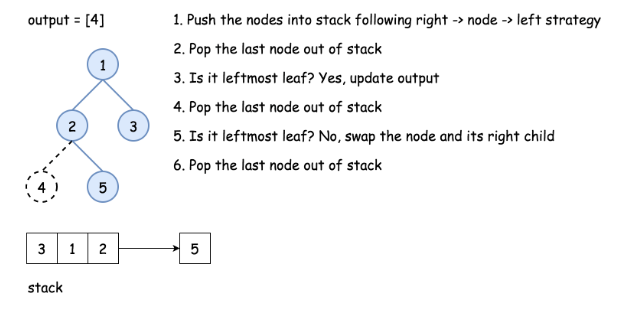 output = [4]
1. Push the nodes into stack following right -> node -> left strategy
2. Pop the last node out of stack
3. Is it leftmost leaf? Yes, update output
4. Pop the last node out of stack
5. Is it leftmost leaf? No, swap the node and its right child
6. Pop the last node out of stack
1
2 3
4 5
3 1 2 5
stack